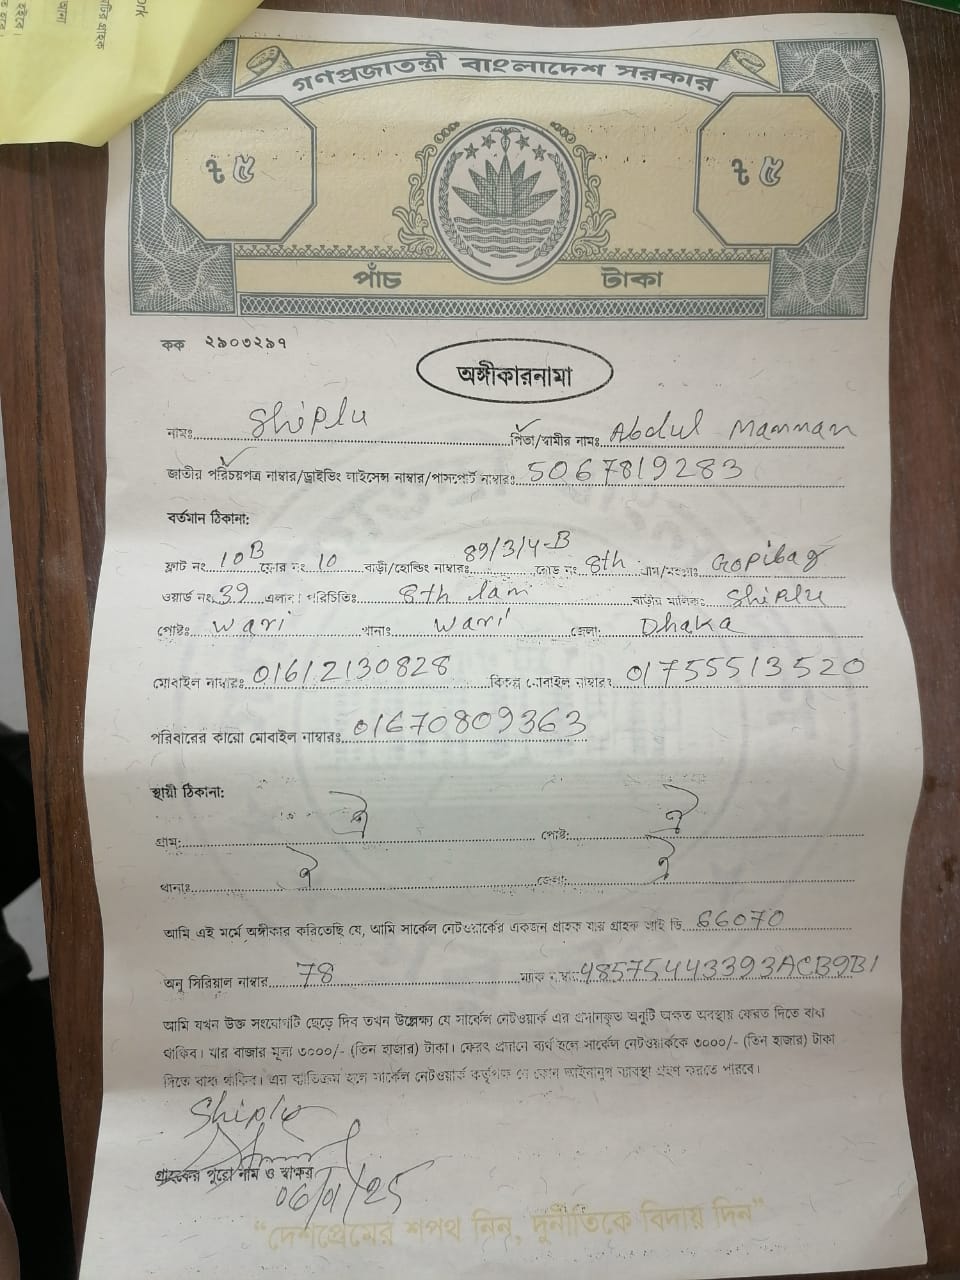 গণপ্রজাতন্ত্রী বাংলাদেশ সরকার
৳ ৫ ৳ ৫
পাঁচ টাকা
কক ২৯০৩২৯৭
অঙ্গীকারনামা
নামঃ Shiplu পিতা/স্বামীর নামঃ Abdul Mannan
জাতীয় পরিচয়পত্র নাম্বার/ড্রাইভিং লাইসেন্স নাম্বার/পাসপোর্ট নাম্বারঃ 5067819283
বর্তমান ঠিকানা:
ফ্লাট নং 10B ফ্লোর নং 10 বাড়ী/হোল্ডিং নাম্বারঃ 89/3/4-B রোড নং 8th গ্রাম/মহল্লাঃ Gopibag
ওয়ার্ড নং 39 এলাকা পরিচিতিঃ 8th lan বাড়ীর মালিকঃ Shiplu
পোষ্টঃ Wari থানাঃ Wari জেলা: Dhaka
মোবাইল নাম্বারঃ 01612130828 বিকল্প মোবাইল নাম্বারঃ 01755513520
পরিবারের কারো মোবাইল নাম্বারঃ 01670809363
স্থায়ী ঠিকানা:
গ্রাম: ঐ পোষ্ট: ঐ
থানাঃ ঐ জেলা: ঐ
আমি এই মর্মে অঙ্গীকার করিতেছি যে, আমি সার্কেল নেটওয়ার্কের একজন গ্রাহক যার গ্রাহক আই ডি 66070
অনু সিরিয়াল নাম্বার 78 ম্যাক নাম্বার: 48575443393ACB9B1
আমি যখন উক্ত সংযোগটি ছেড়ে দিব তখন উল্লেক্ষ্য যে সার্কেল নেটওয়ার্ক এর প্রদানকৃত অনুটি অক্ষত অবস্থায় ফেরত দিতে বাধ্য
থাকিব। যার বাজার মূল্য ৩০০০/- (তিন হাজার) টাকা। ফেরৎ প্রদানে ব্যর্থ হলে সার্কেল নেটওয়ার্ককে ৩০০০/- (তিন হাজার) টাকা
দিতে বাধ্য থাকিব। এর ব্যতিক্রম হলে সার্কেল নেটওয়ার্ক কর্তৃপক্ষ যে কোন আইনানুগ ব্যবস্থা গ্রহণ করতে পারবে।
Shiplu
গ্রাহকের পুরো নাম ও স্বাক্ষর
06/01/25
“দেশপ্রেমের শপথ নিন, দুর্নীতিকে বিদায় দিন”